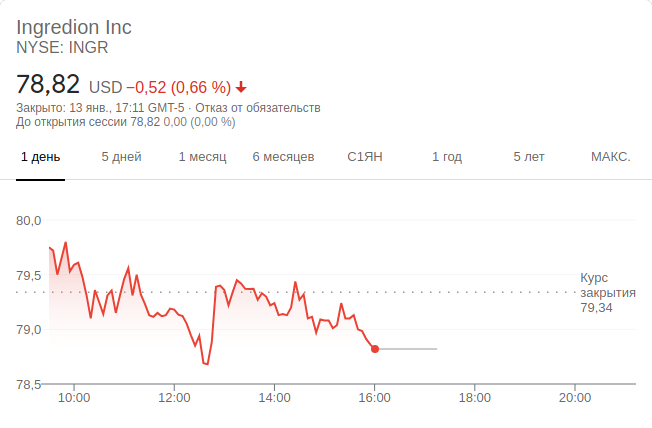 Ingredion Inc
NYSE: INGR
78,82 USD −0,52 (0,66 %)
Закрыто: 13 янв., 17:11 GMT-5 · Отказ от обязательств
До открытия сессии 78,82 0,00 (0,00 %)
1 день 5 дней 1 месяц 6 месяцев С1ЯН 1 год 5 лет МАКС.
80,0
79,5
Курс
закрытия
79,34
79,0
78,5
10:00 12:00 14:00 16:00 18:00 20:00